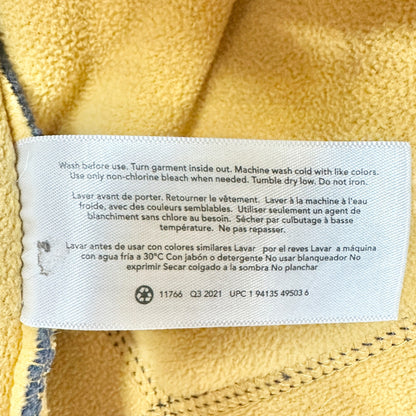 Wash before use. Turn garment inside out. Machine wash cold with like colors.
Use only non-chlorine bleach when needed. Tumble dry low. Do not iron.
Lavar avant de porter. Retourner le vêtement. Laver à la machine à l'eau
froide, avec des couleurs semblables. Utiliser seulement un agent de
blanchiment sans chlore au besoin. Sécher par culbutage à basse
température. Ne pas repasser.
Lavar antes de usar con colores similares Lavar por el reves Lavar a máquina
con agua fría a 30°C Con jabón o detergente No usar blanqueador No
exprimir Secar colgado a la sombra No planchar
11766 Q3 2021 UPC 1 94135 49503 6